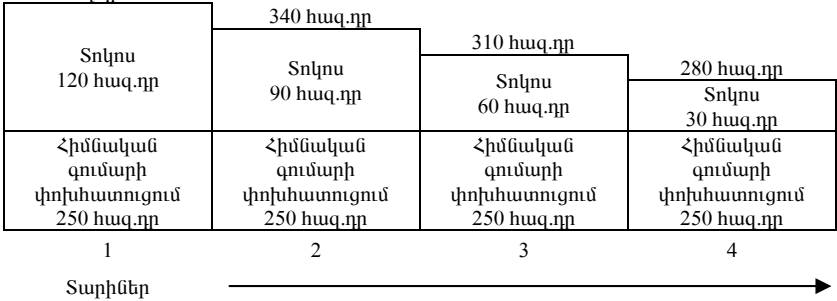 340 հազ.դր
310 հազ.դր
280 հազ.դր
Տոկոս
120 հազ.դր
Տոկոս
90 հազ.դր
Տոկոս
60 հազ.դր
Տոկոս
30 հազ.դր
Հիմնական
գումարի
փոխհատուցում
250 հազ.դր
Հիմնական
գումարի
փոխհատուցում
250 հազ.դր
Հիմնական
գումարի
փոխհատուցում
250 հազ.դր
Հիմնական
գումարի
փոխհատուցում
250 հազ.դր
1 2 3 4
Տարիներ